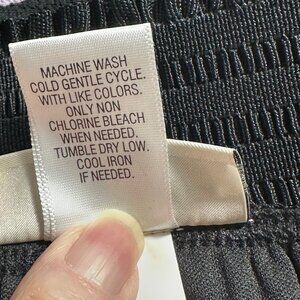 MACHINE WASH
COLD GENTLE CYCLE.
WITH LIKE COLORS.
ONLY NON
CHLORINE BLEACH
WHEN NEEDED.
TUMBLE DRY LOW.
COOL IRON
IF NEEDED.